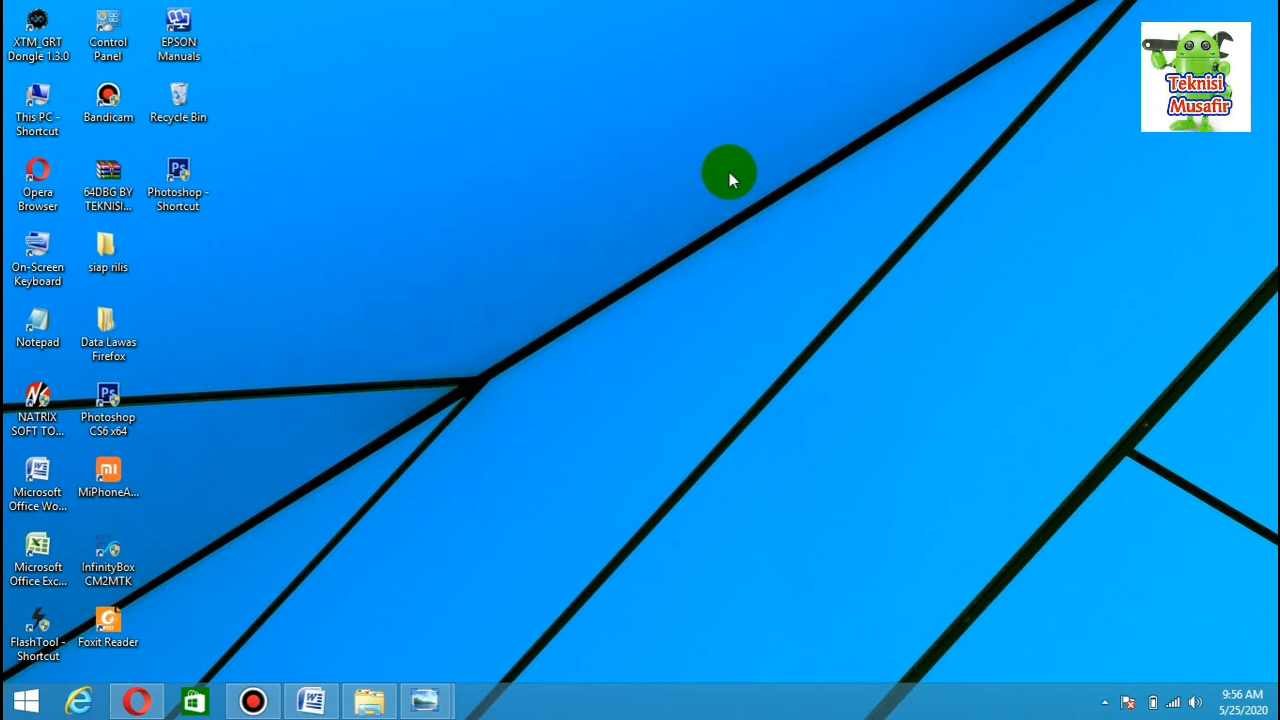 XTM_GRT
Dongle 1.3.0
Control
Panel
EPSON
Manuals
This PC -
Shortcut
Bandicam
Recycle Bin
Opera
Browser
64DBG BY
TEKNISI...
Photoshop -
Shortcut
On-Screen
Keyboard
siap rilis
Notepad
Data Lawas
Firefox
NATRIX
SOFT TO...
Photoshop
CS6 x64
Microsoft
Office Wo...
MiPhoneA...
Microsoft
Office Exc...
InfinityBox
CM2MTK
FlashTool -
Shortcut
Foxit Reader
Teknisi
Musafir
9:56 AM
5/25/2020